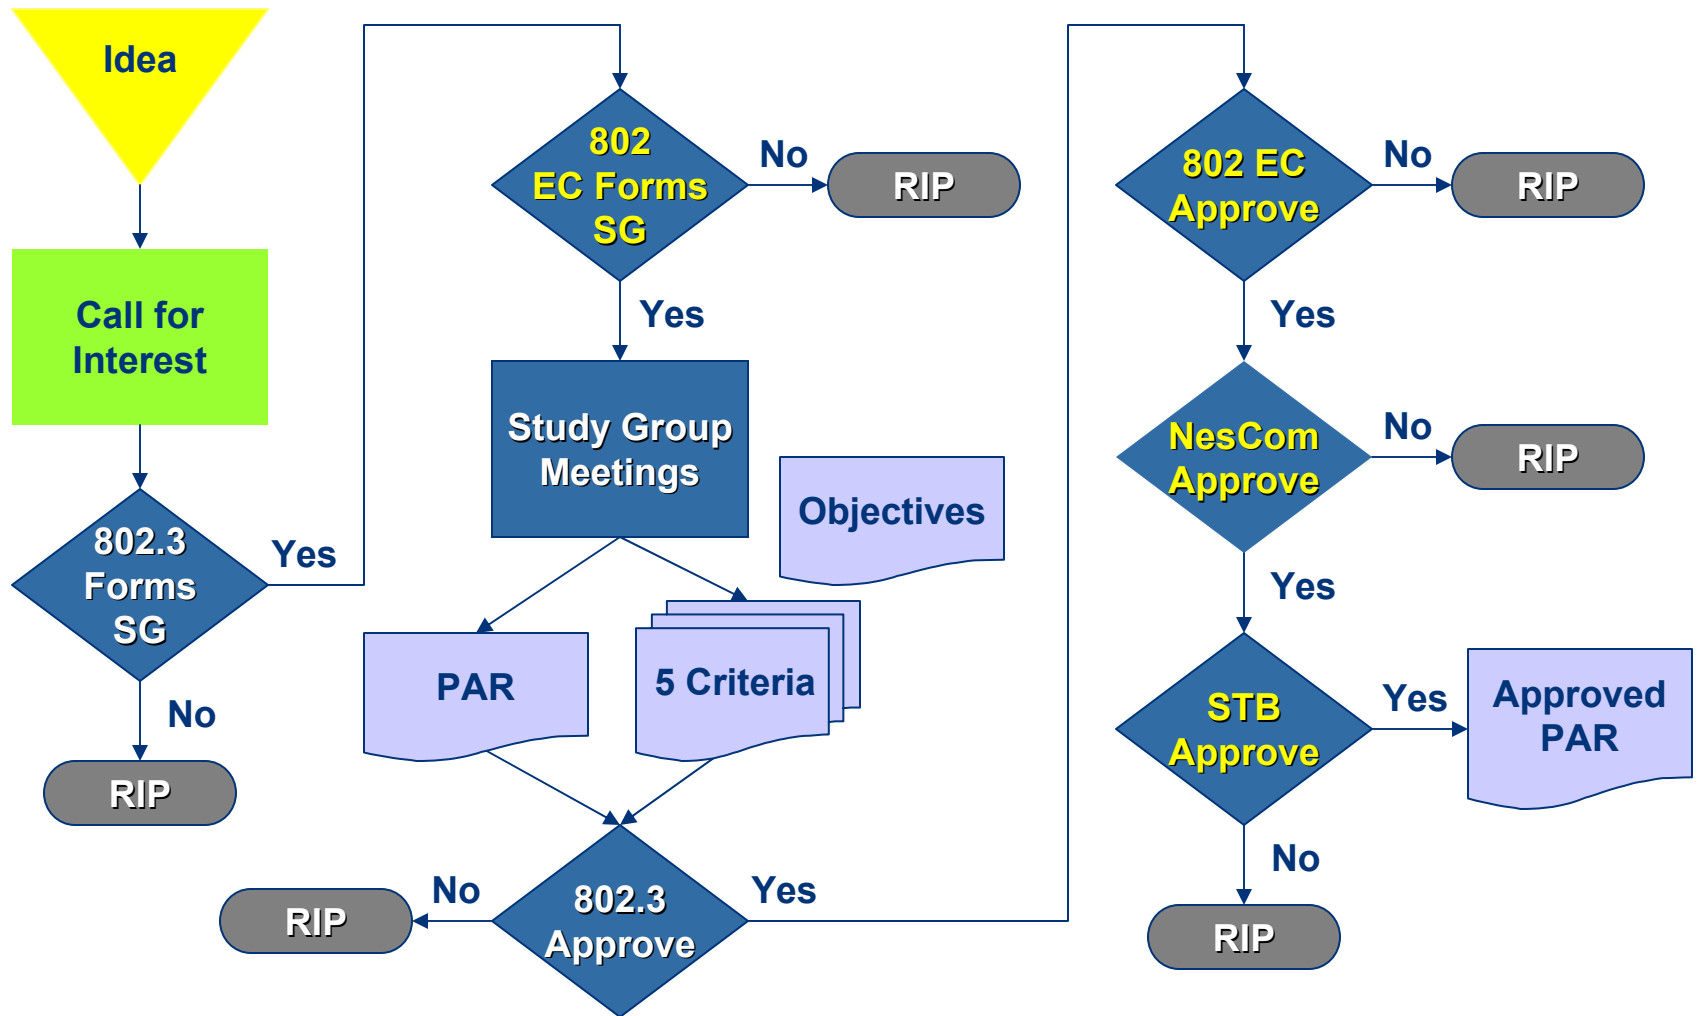 Idea
Call for
Interest
802.3
Forms
SG
Yes
No
RIP
802
EC Forms
SG
No
RIP
Yes
Study Group
Meetings
Objectives
PAR
5 Criteria
802.3
Approve
No
RIP
Yes
802 EC
Approve
No
RIP
Yes
NesCom
Approve
No
RIP
Yes
STB
Approve
Yes
Approved
PAR
No
RIP